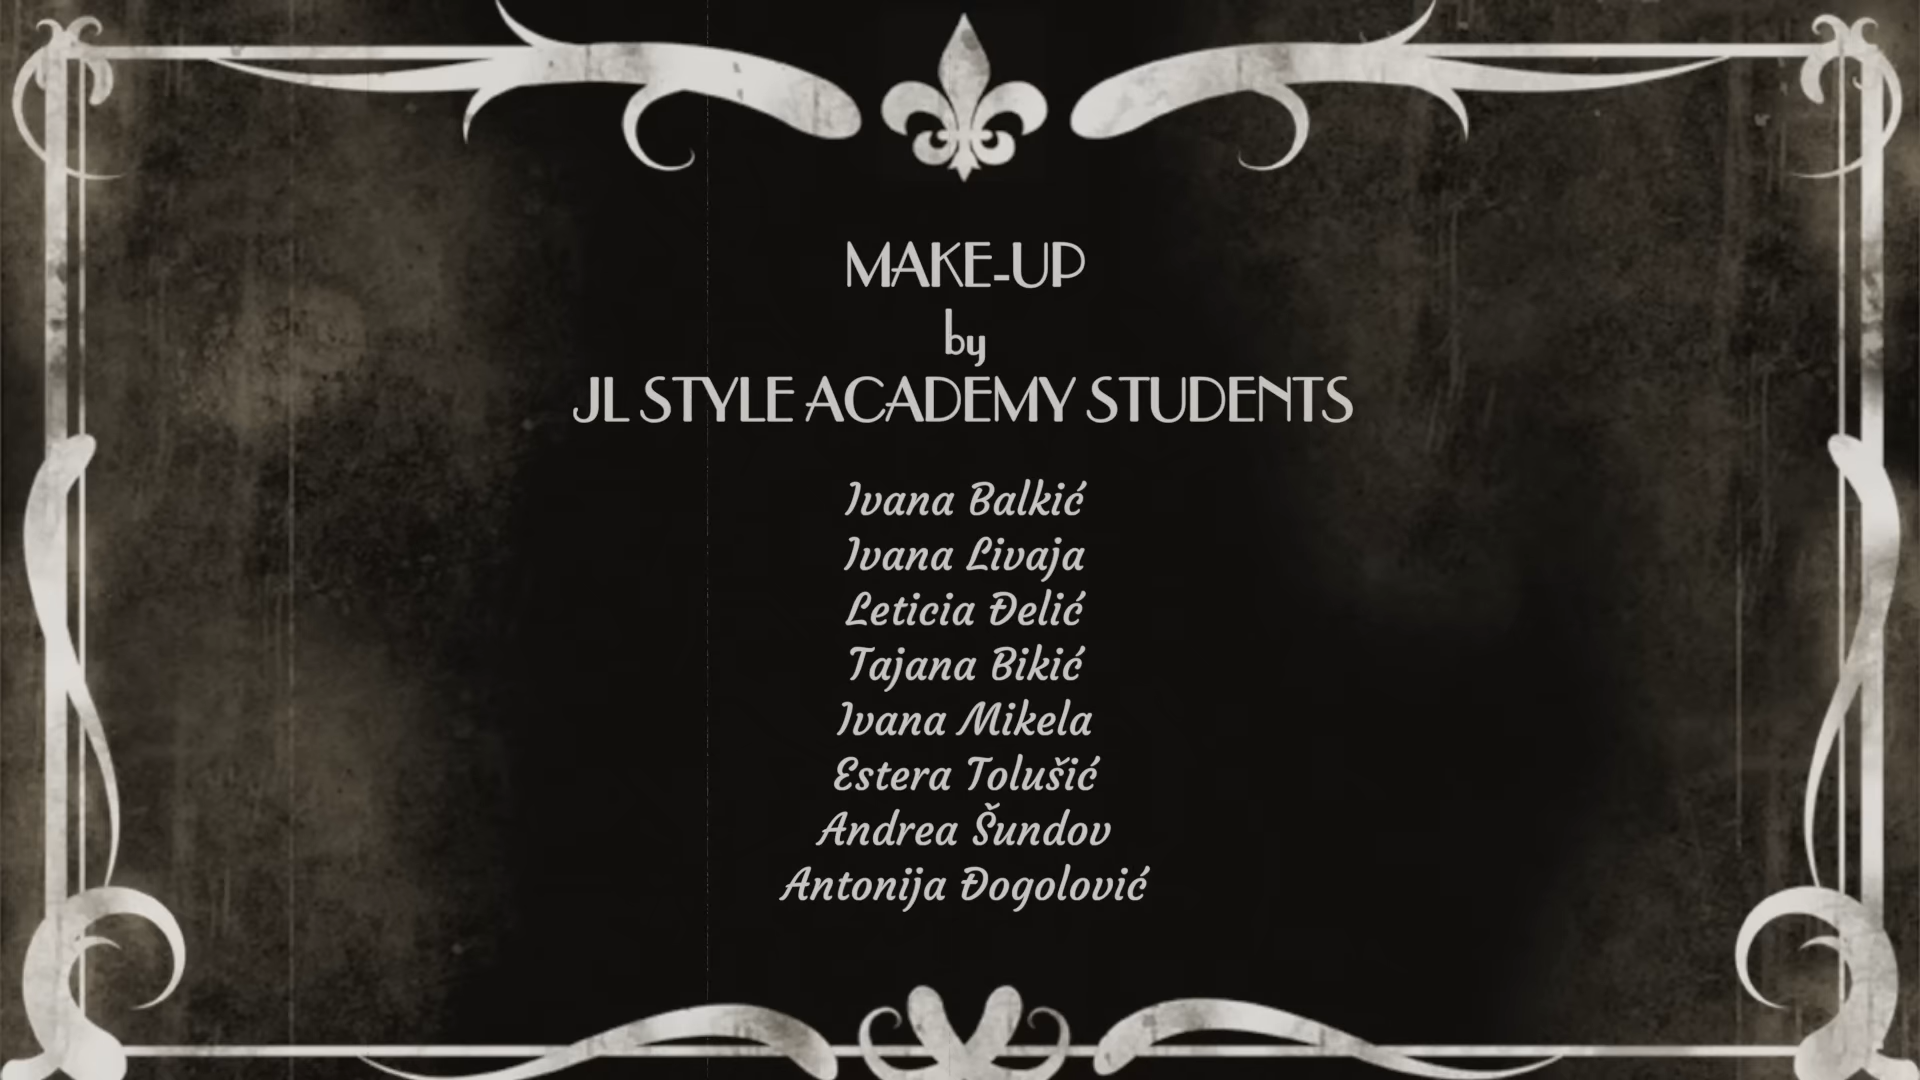 MAKE-UP
by
JL STYLE ACADEMY STUDENTS
Ivana Balkić
Ivana Livaja
Leticia Đelić
Tajana Bikić
Ivana Mikela
Estera Tolušić
Andrea Šundov
Antonija Đogolović